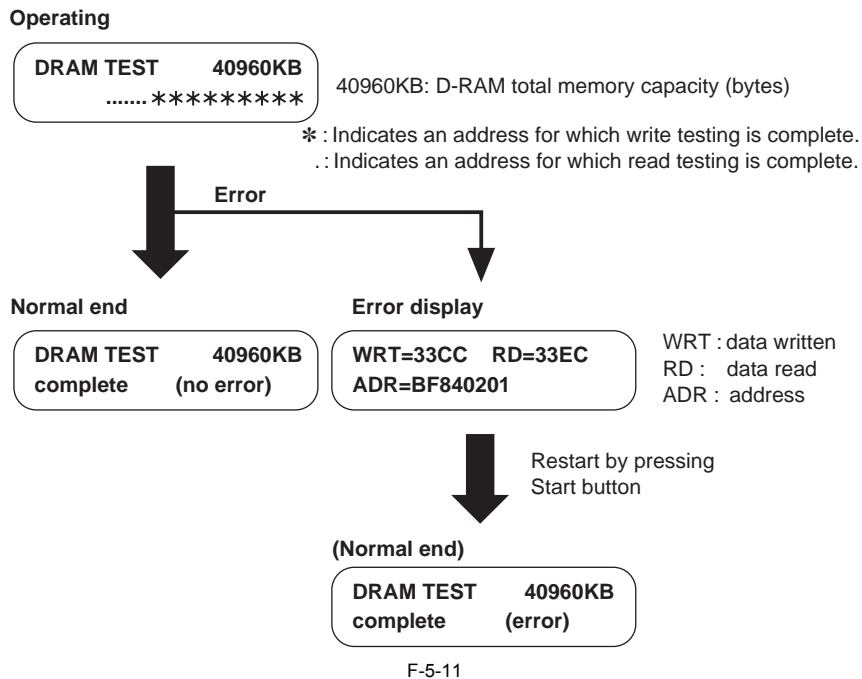 Operating
DRAM TEST 40960KB
.......*********
40960KB: D-RAM total memory capacity (bytes)
* : Indicates an address for which write testing is complete.
. : Indicates an address for which read testing is complete.
Error
Normal end
DRAM TEST 40960KB
complete (no error)
Error display
WRT=33CC RD=33EC
ADR=BF840201
WRT : data written
RD : data read
ADR : address
Restart by pressing
Start button
(Normal end)
DRAM TEST 40960KB
complete (error)
F-5-11